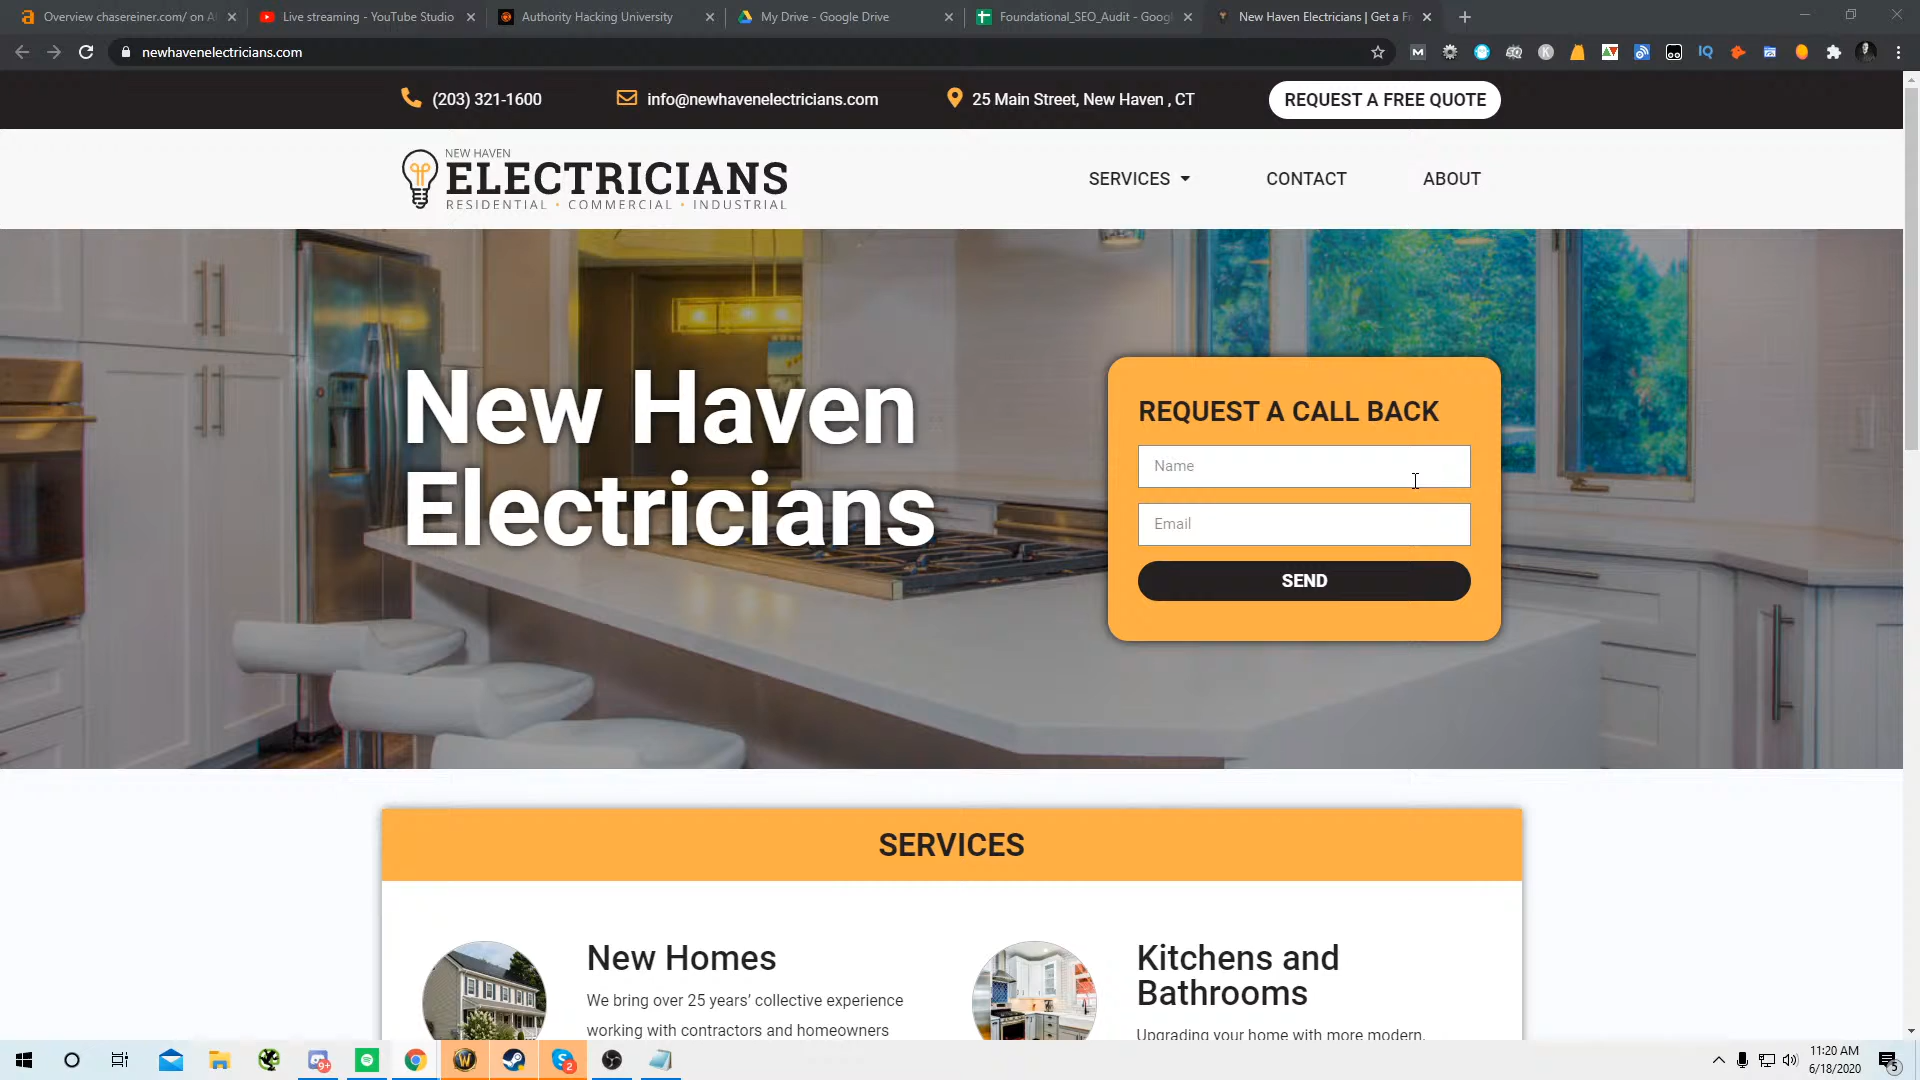 Overview chasereiner.com/ on A
Live streaming - YouTube Studio
Authority Hacking University
My Drive - Google Drive
Foundational_SEO_Audit - Goog
New Haven Electricians | Get a F
newhavenelectricians.com
(203) 321-1600
info@newhavenelectricians.com
25 Main Street, New Haven , CT
REQUEST A FREE QUOTE
NEW HAVEN
ELECTRICIANS
RESIDENTIAL • COMMERCIAL • INDUSTRIAL
SERVICES
CONTACT
ABOUT
New Haven
Electricians
REQUEST A CALL BACK
Name
Email
SEND
SERVICES
New Homes
We bring over 25 years’ collective experience
working with contractors and homeowners
Kitchens and
Bathrooms
Upgrading your home with more modern,
11:20 AM
6/18/2020